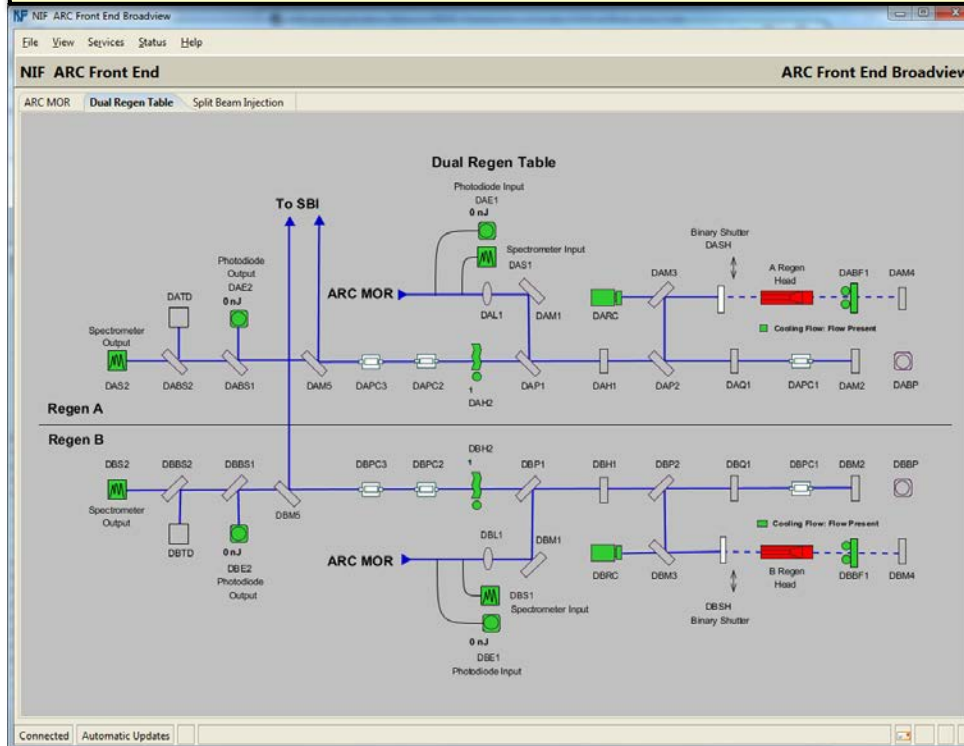 NIF ARC Front End Broadview
File View Services Status Help
NIF ARC Front End
ARC Front End Broadview
ARC MOR Dual Regen Table Split Beam Injection
Dual Regen Table
Photodiode Input
DAE1
0 nJ
To SBI
Spectrometer Input
DAS1
Binary Shutter
DASH
Photodiode
Output
DAE2
0 nJ
DATD
ARC MOR
DAL1
DAM1
DARC
DAM3
A Regen
Head
DABF1
DAM4
Cooling Flow: Flow Present
Spectrometer
Output
DAS2
DABS2
DABS1
DAM5
DAPC3
DAPC2
1
DAH2
DAP1
DAH1
DAP2
DAQ1
DAPC1
DAM2
DABP
Regen A
Regen B
DBS2
DBBS2
DBBS1
DBPC3
DBPC2
DBH2
1
DBP1
DBH1
DBP2
DBQ1
DBPC1
DBM2
DBBP
Spectrometer
Output
DBM5
Cooling Flow: Flow Present
DBTD
0 nJ
DBE2
Photodiode
Output
ARC MOR
DBL1
DBM1
DBRC
DBM3
B Regen
Head
DBBF1
DBM4
DBS1
Spectrometer Input
DBSH
Binary Shutter
0 nJ
DBE1
Photodiode Input
Connected Automatic Updates